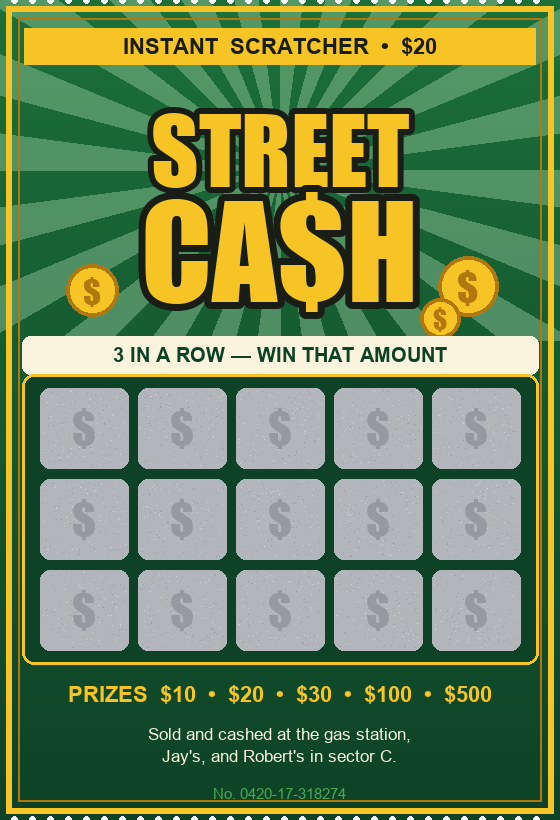 INSTANT SCRATCHER • $20
STREET
CA$H
$
$
$
3 IN A ROW — WIN THAT AMOUNT
$ $ $ $ $
$ $ $ $ $
$ $ $ $ $
PRIZES $10 • $20 • $30 • $100 • $500
Sold and cashed at the gas station,
Jay's, and Robert's in sector C.
No. 0420-17-318274